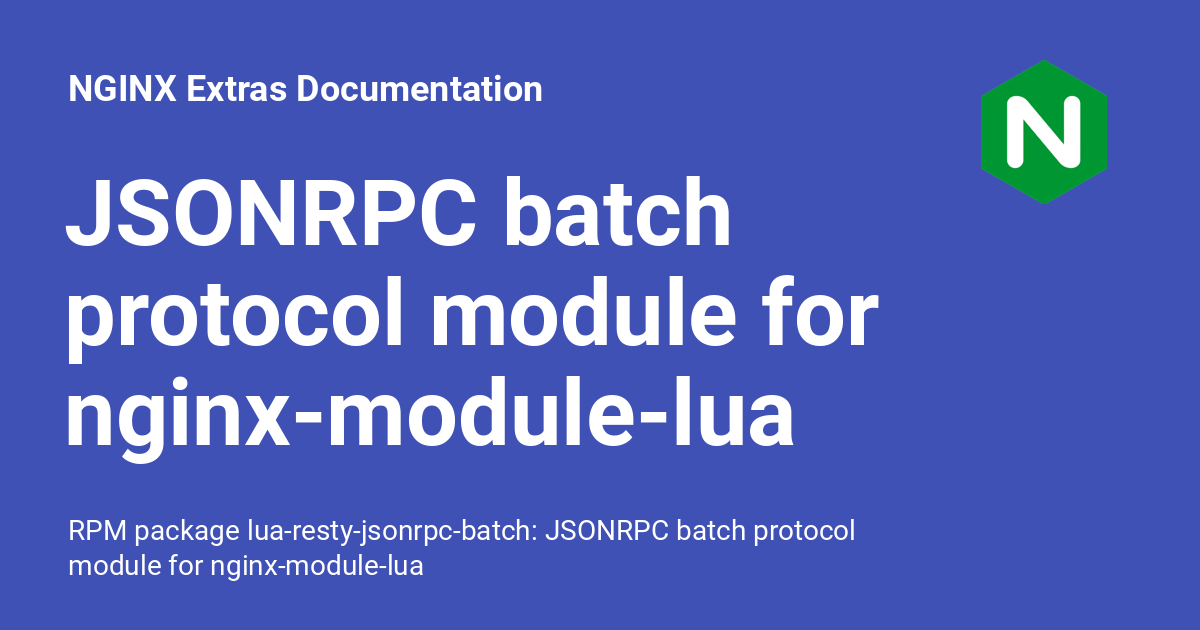 NGINX Extras Documentation
N
JSONRPC batch
protocol module for
nginx-module-lua
RPM package lua-resty-jsonrpc-batch: JSONRPC batch protocol
module for nginx-module-lua